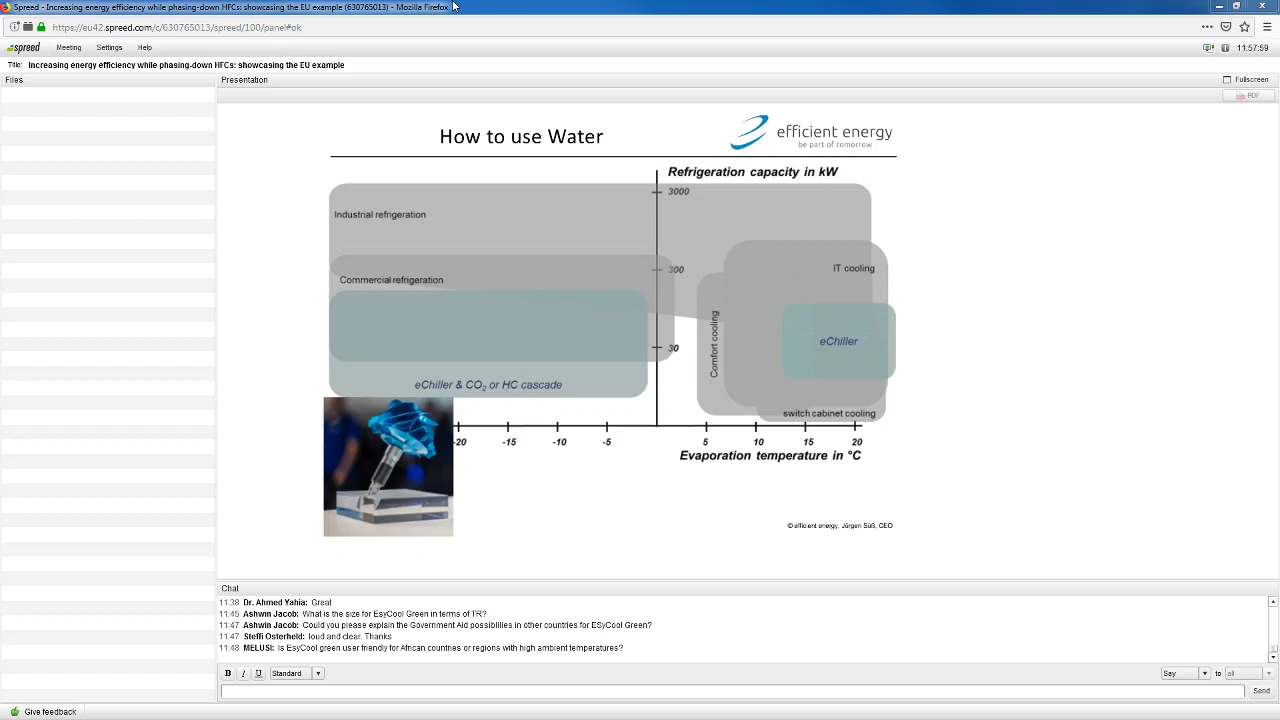 Spreed - Increasing energy efficiency while phasing-down HFCs: showcasing the EU example (630765013) - Mozilla Firefox
https://eu42.spreed.com/c/630765013/spreed/100/panel#ok
spreed Meeting Settings Help 11:57:59
Title: Increasing energy efficiency while phasing-down HFCs: showcasing the EU example
Files
Presentation
Fullscreen
PDF
How to use Water
efficient energy
be part of tomorrow
Refrigeration capacity in kW
3000
Industrial refrigeration
300
IT cooling
Commercial refrigeration
Comfort cooling
eChiller
30
eChiller & CO2 or HC cascade
switch cabinet cooling
-20 -15 -10 -5 5 10 15 20
Evaporation temperature in °C
© efficient energy, Jürgen Süß, CEO
Chat
11:38 Dr. Ahmed Yahia: Great
11:45 Ashwin Jacob: What is the size for EsyCool Green in terms of TR?
11:47 Ashwin Jacob: Could you please explain the Government Aid possibilities in other countries for ESyCool Green?
11:47 Steffi Osterheld: loud and clear. Thanks
11:48 MELUSI: is EsyCool green user friendly for African countries or regions with high ambient temperatures?
B I U Standard Say to all
Send
Give feedback